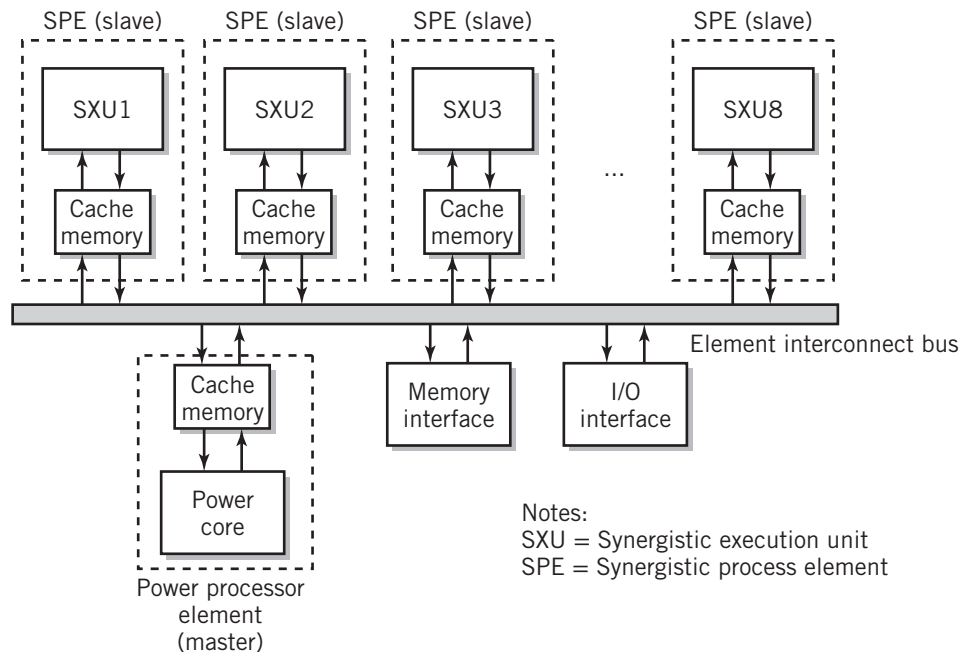 SPE (slave)
SPE (slave)
SPE (slave)
SPE (slave)
SXU1
SXU2
SXU3
SXU8
...
Cache
memory
Cache
memory
Cache
memory
Cache
memory
Element interconnect bus
Cache
memory
Memory
interface
I/O
interface
Power
core
Notes:
SXU = Synergistic execution unit
SPE = Synergistic process element
Power processor
element
(master)